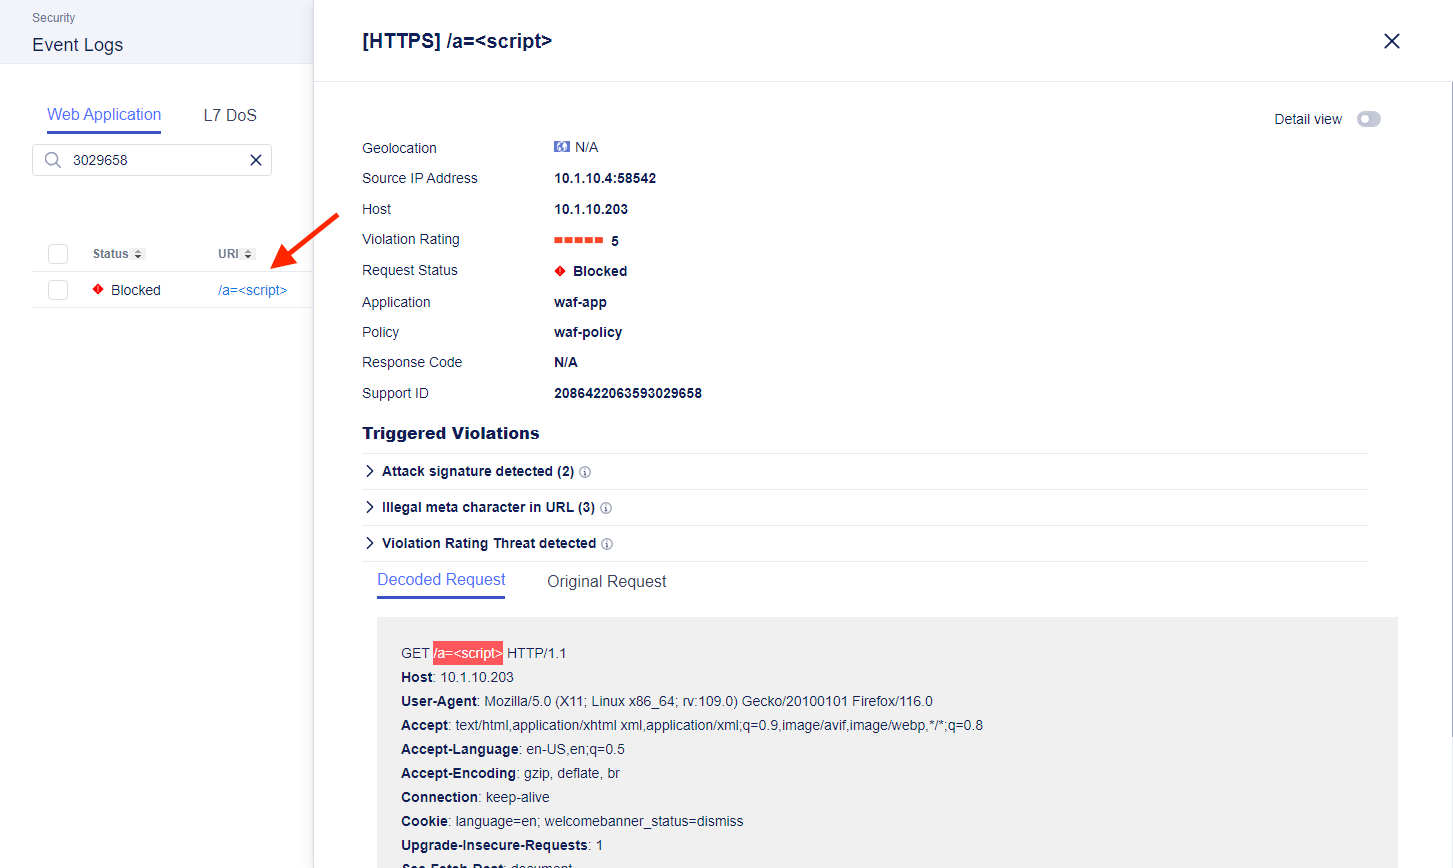 Security
Event Logs
Web Application
L7 DoS
3029658
Status
URI
Blocked
/a=<script>
[HTTPS] /a=<script>
Detail view
Geolocation
N/A
Source IP Address
10.1.10.4:58542
Host
10.1.10.203
Violation Rating
5
Request Status
Blocked
Application
waf-app
Policy
waf-policy
Response Code
N/A
Support ID
2086422063593029658
Triggered Violations
Attack signature detected (2)
Illegal meta character in URL (3)
Violation Rating Threat detected
Decoded Request
Original Request
GET /a=<script> HTTP/1.1
Host: 10.1.10.203
User-Agent: Mozilla/5.0 (X11; Linux x86_64; rv:109.0) Gecko/20100101 Firefox/116.0
Accept: text/html,application/xhtml xml,application/xml;q=0.9,image/avif,image/webp,*/*;q=0.8
Accept-Language: en-US,en;q=0.5
Accept-Encoding: gzip, deflate, br
Connection: keep-alive
Cookie: language=en; welcomebanner_status=dismiss
Upgrade-Insecure-Requests: 1
Sec-Fetch-Dest: document